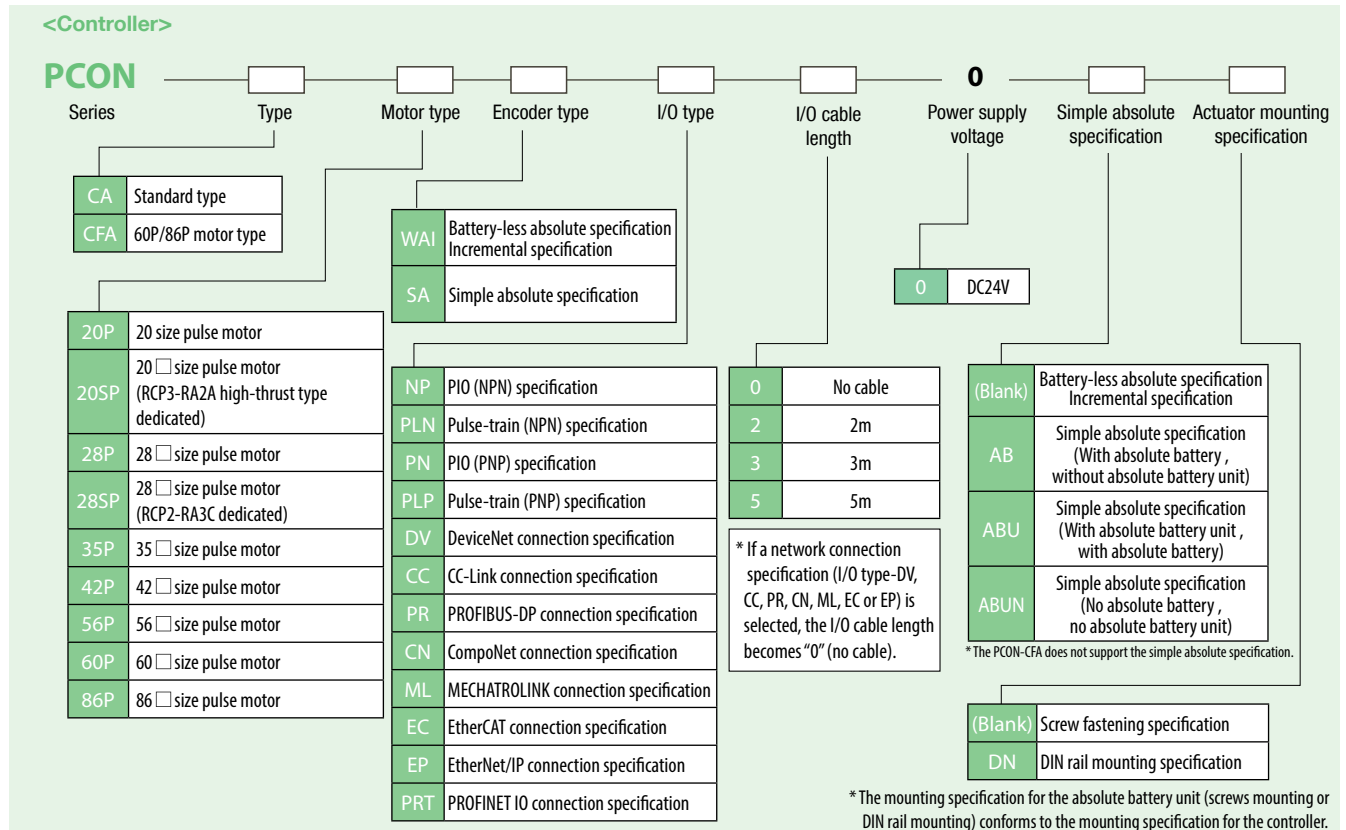 <Controller>
PCON
0
Series
Type
Motor type
Encoder type
I/O type
I/O cable
length
Power supply
voltage
Simple absolute
specification
Actuator mounting
specification
CA Standard type
CFA 60P/86P motor type
20P 20 size pulse motor
20SP 20 □ size pulse motor
(RCP3-RA2A high-thrust type
dedicated)
28P 28 □ size pulse motor
28SP 28 □ size pulse motor
(RCP2-RA3C dedicated)
35P 35 □ size pulse motor
42P 42 □ size pulse motor
56P 56 □ size pulse motor
60P 60 □ size pulse motor
86P 86 □ size pulse motor
WAI Battery-less absolute specification
Incremental specification
SA Simple absolute specification
NP PIO (NPN) specification
PLN Pulse-train (NPN) specification
PN PIO (PNP) specification
PLP Pulse-train (PNP) specification
DV DeviceNet connection specification
CC CC-Link connection specification
PR PROFIBUS-DP connection specification
CN CompoNet connection specification
ML MECHATROLINK connection specification
EC EtherCAT connection specification
EP EtherNet/IP connection specification
PRT PROFINET IO connection specification
0 No cable
2 2m
3 3m
5 5m
* If a network connection
specification (I/O type-DV,
CC, PR, CN, ML, EC or EP) is
selected, the I/O cable length
becomes "0" (no cable).
0 DC24V
(Blank) Battery-less absolute specification
Incremental specification
AB Simple absolute specification
(With absolute battery ,
without absolute battery unit)
ABU Simple absolute specification
(With absolute battery unit ,
with absolute battery)
ABUN Simple absolute specification
(No absolute battery ,
no absolute battery unit)
* The PCON-CFA does not support the simple absolute specification.
(Blank) Screw fastening specification
DN DIN rail mounting specification
* The mounting specification for the absolute battery unit (screws mounting or
DIN rail mounting) conforms to the mounting specification for the controller.